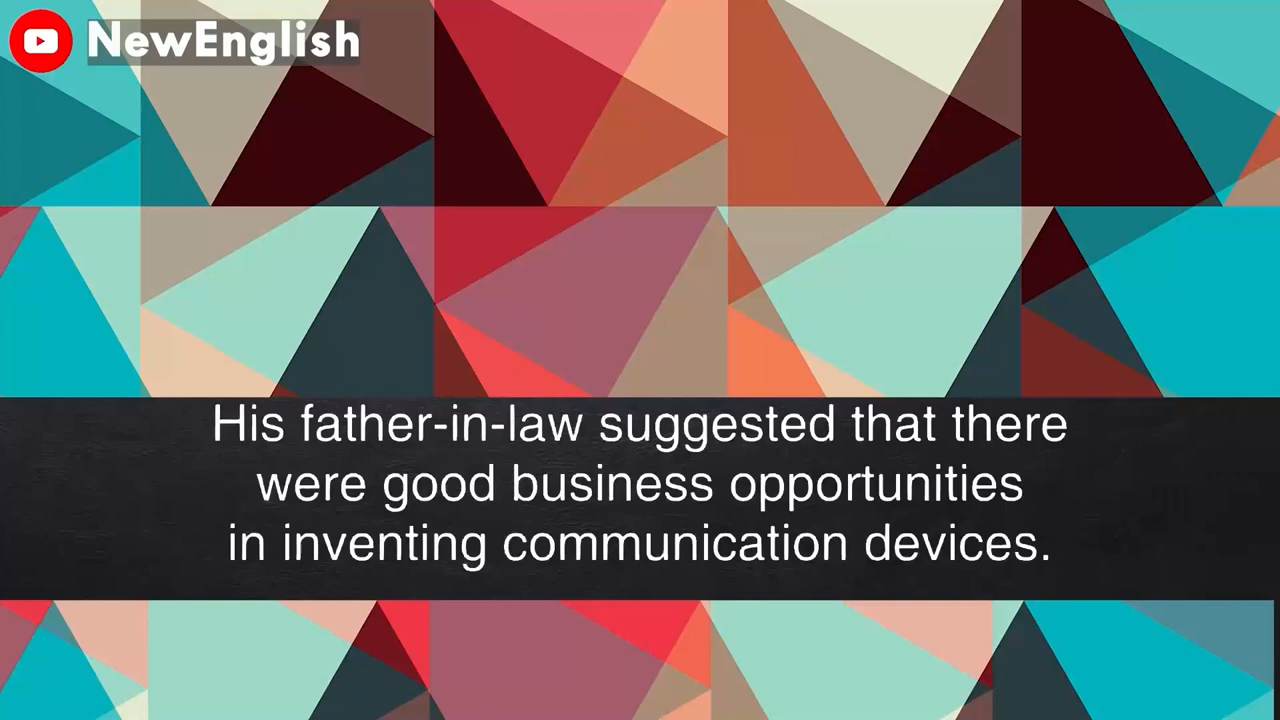 NewEnglish
His father-in-law suggested that there
were good business opportunities
in inventing communication devices.